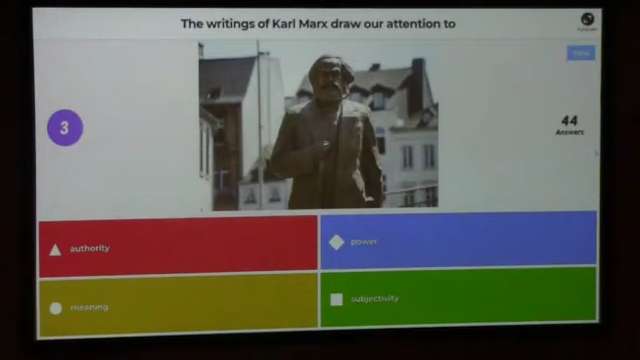 The writings of Karl Marx draw our attention to
3
44
Answers
authority
power
meaning
subjectivity